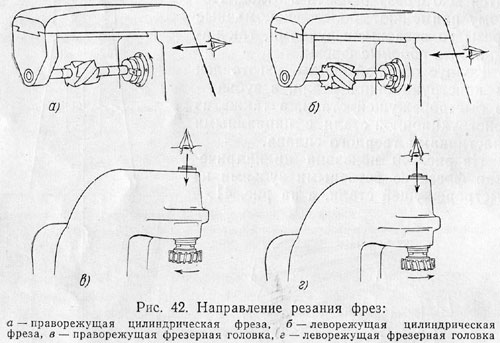 а)
б)
в)
г)
Рис. 42. Направление резания фрез:
а — праворежущая цилиндрическая фреза, б — леворежущая цилиндрическая
фреза, в — праворежущая фрезерная головка, г — леворежущая фрезерная головка